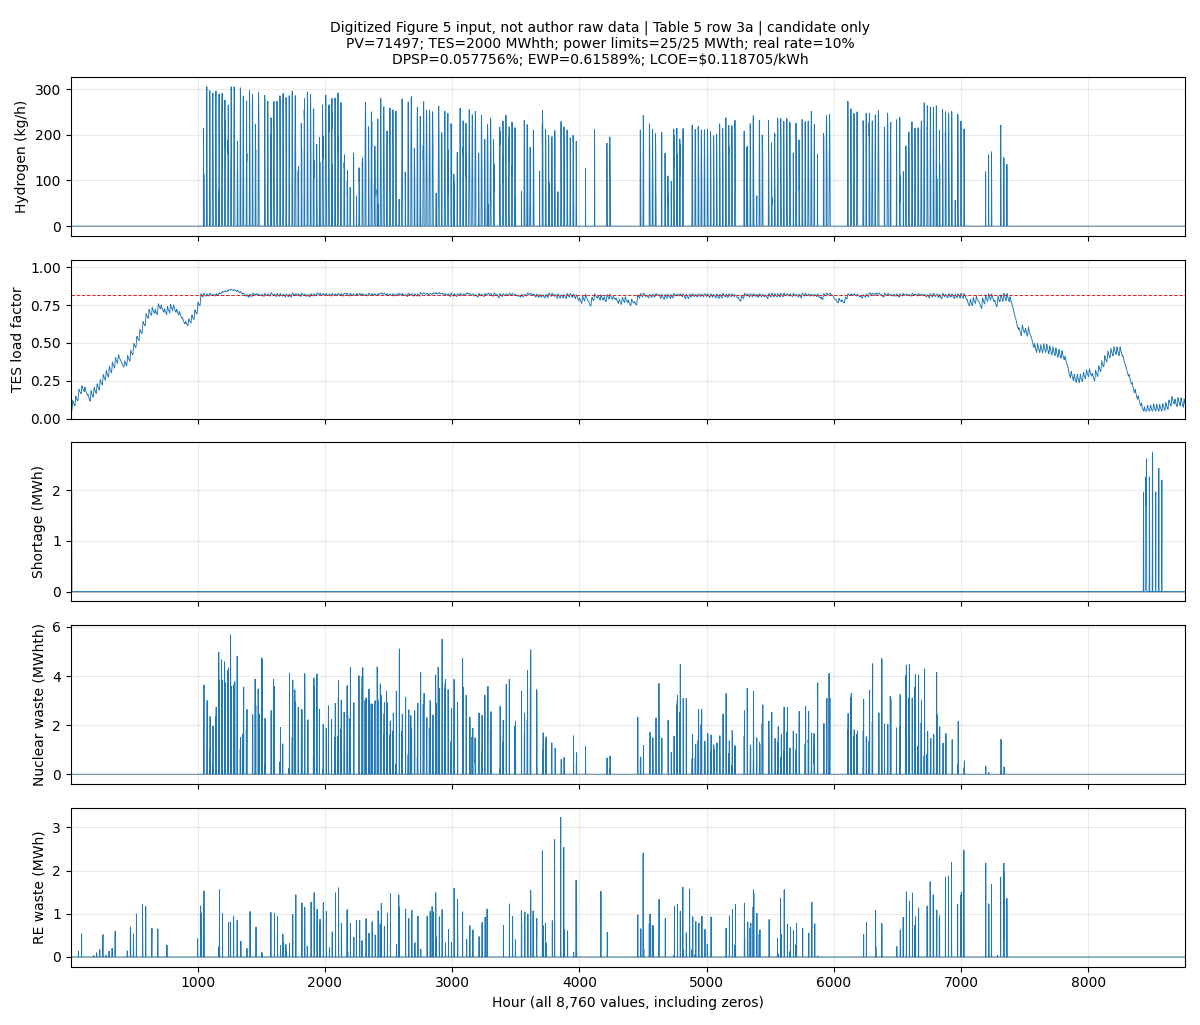 Digitized Figure 5 input, not author raw data | Table 5 row 3a | candidate only
PV=71497; TES=2000 MWhth; power limits=25/25 MWth; real rate=10%
DPSP=0.057756%; EWP=0.61589%; LCOE=$0.118705/kWh
Hydrogen (kg/h)
300
200
100
0
TES load factor
1.00
0.75
0.50
0.25
0.00
Shortage (MWh)
2
1
0
Nuclear waste (MWhth)
6
4
2
0
RE waste (MWh)
3
2
1
0
1000 2000 3000 4000 5000 6000 7000 8000
Hour (all 8,760 values, including zeros)